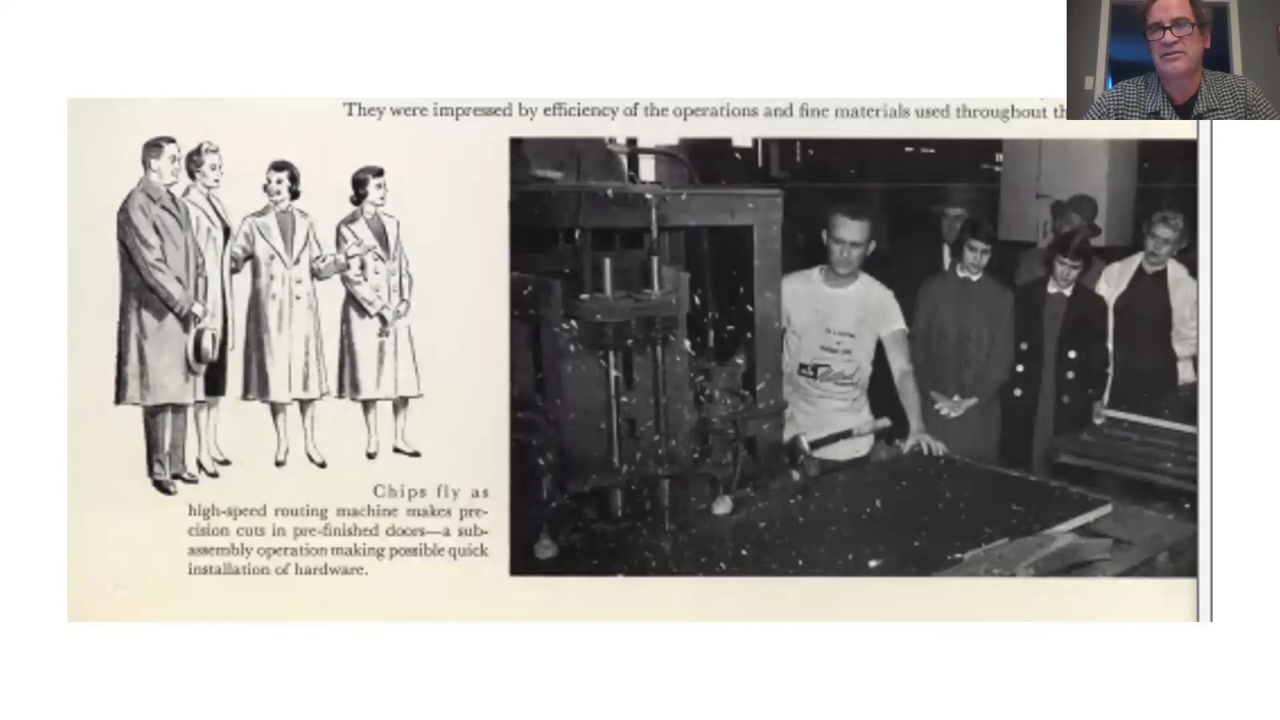 They were impressed by efficiency of the operations and fine materials used throughout th
Chips fly as
high-speed routing machine makes pre-
cision cuts in pre-finished doors—a sub-
assembly operation making possible quick
installation of hardware.